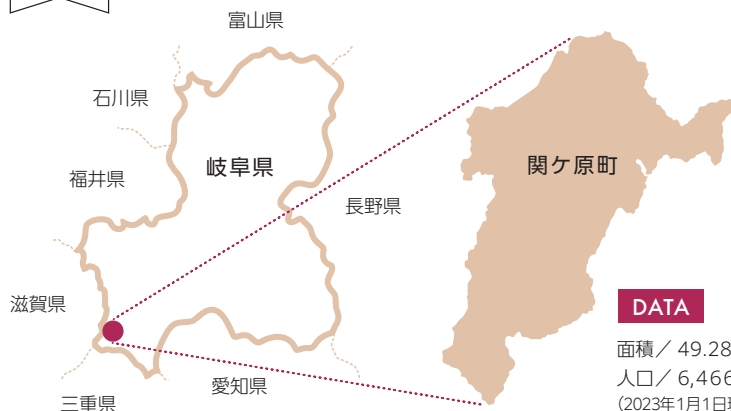 富山県
石川県
岐阜県
関ケ原町
福井県
長野県
滋賀県
DATA
面積／ 49.28
人口／ 6,466
愛知県
三重県
(2023年1月1日